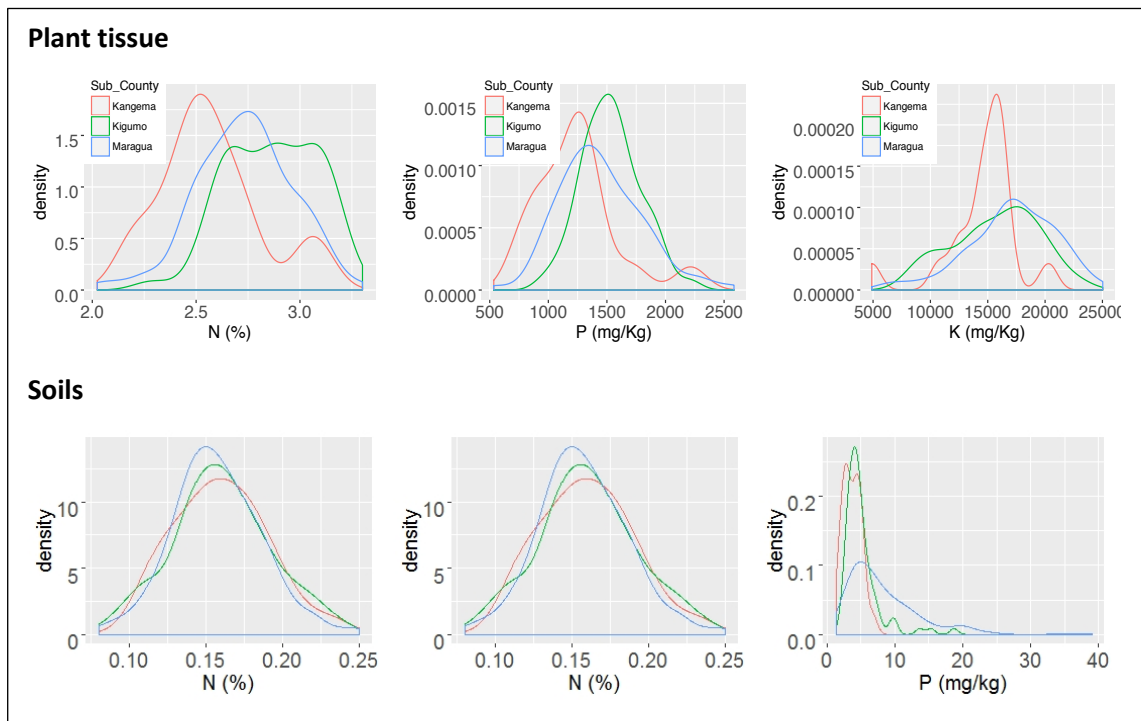 Plant tissue
Sub_County
Kangema
Kigumo
Maragua
density
1.5
1.0
0.5
0.0
2.0 2.5 3.0
N (%)
Sub_County
Kangema
Kigumo
Maragua
density
0.0015
0.0010
0.0005
0.0000
500 1000 1500 2000 2500
P (mg/Kg)
Sub_County
Kangema
Kigumo
Maragua
density
0.00020
0.00015
0.00010
0.00005
0.00000
5000 10000 15000 20000 25000
K (mg/Kg)
Soils
density
10
5
0
0.10 0.15 0.20 0.25
N (%)
density
10
5
0
0.10 0.15 0.20 0.25
N (%)
density
0.2
0.1
0.0
0 10 20 30 40
P (mg/kg)